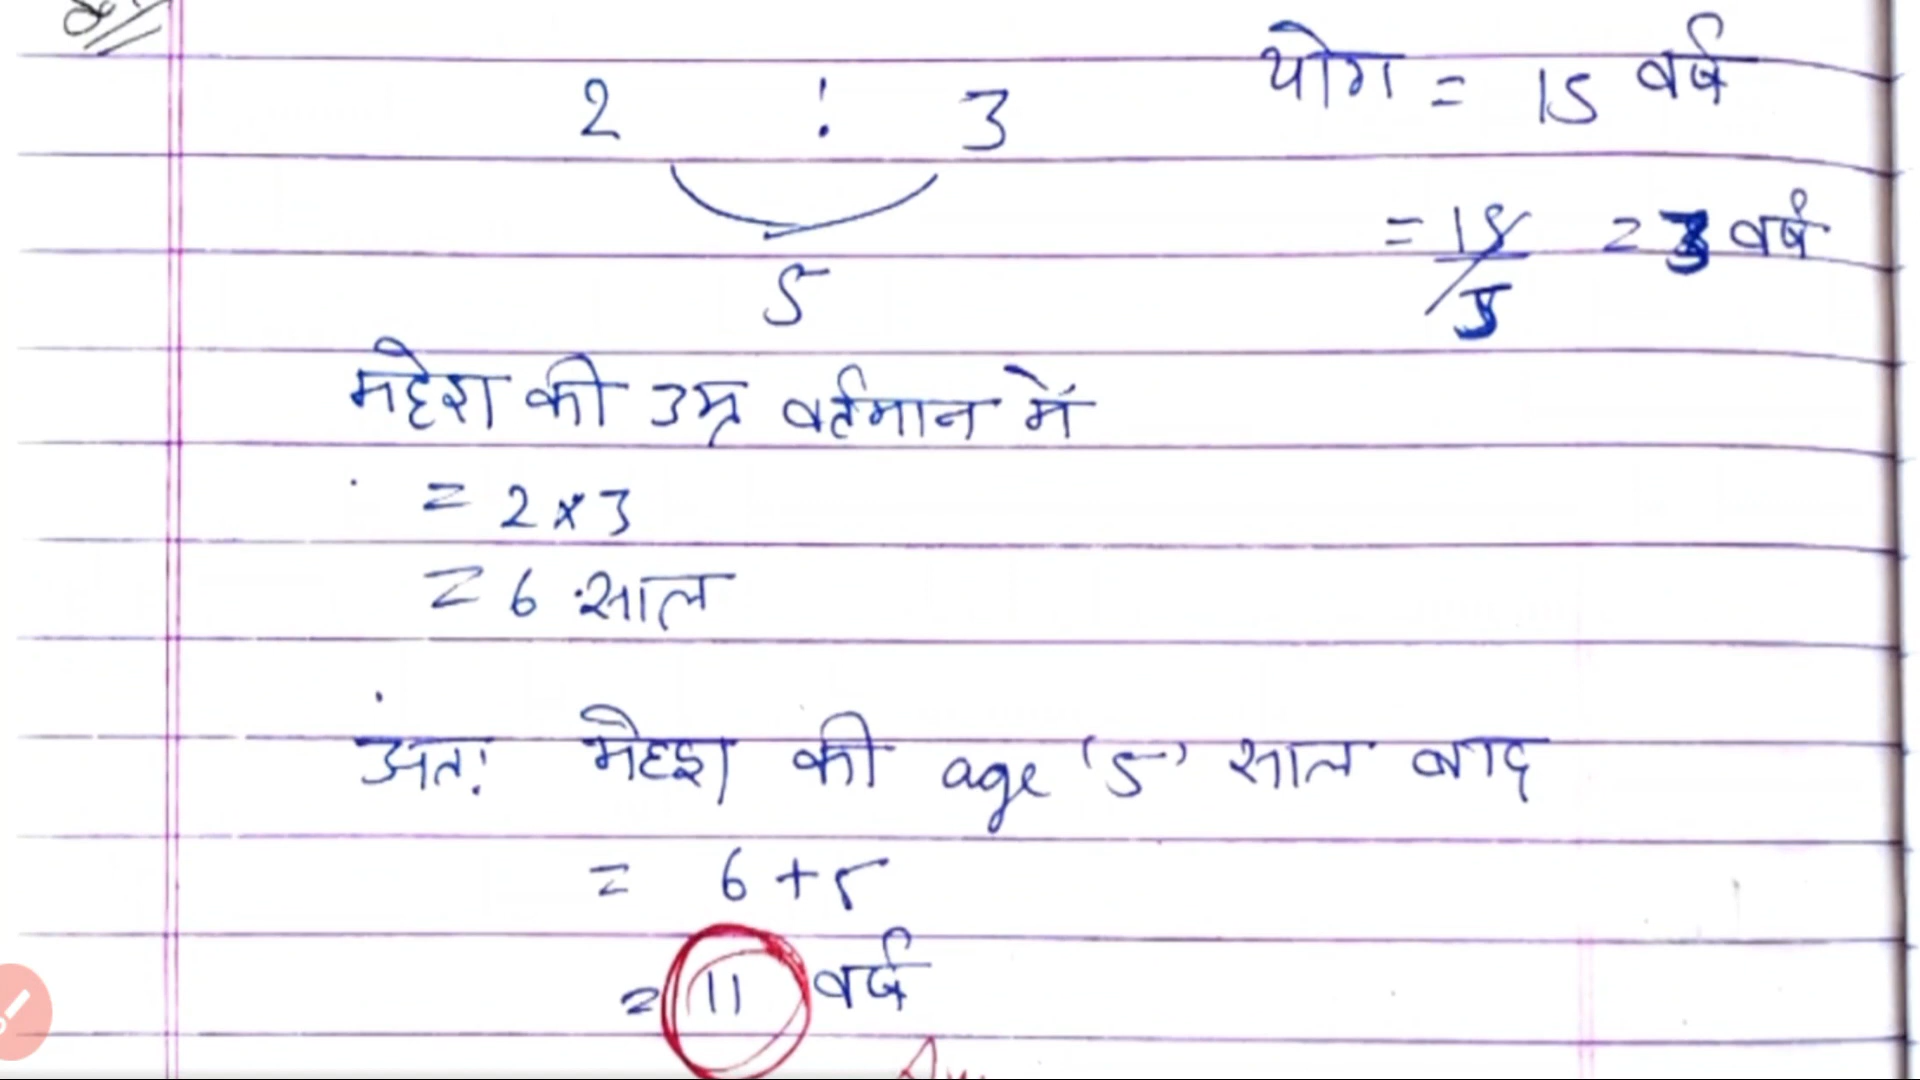 2 : 3 योग = 15 वर्ष
5 = 15/5 = 3 वर्ष
महेश की उम्र वर्तमान में
= 2 x 3
= 6 साल
अत: मेहश की age '5' साल बाद
= 6 + 5
= 11 वर्ष